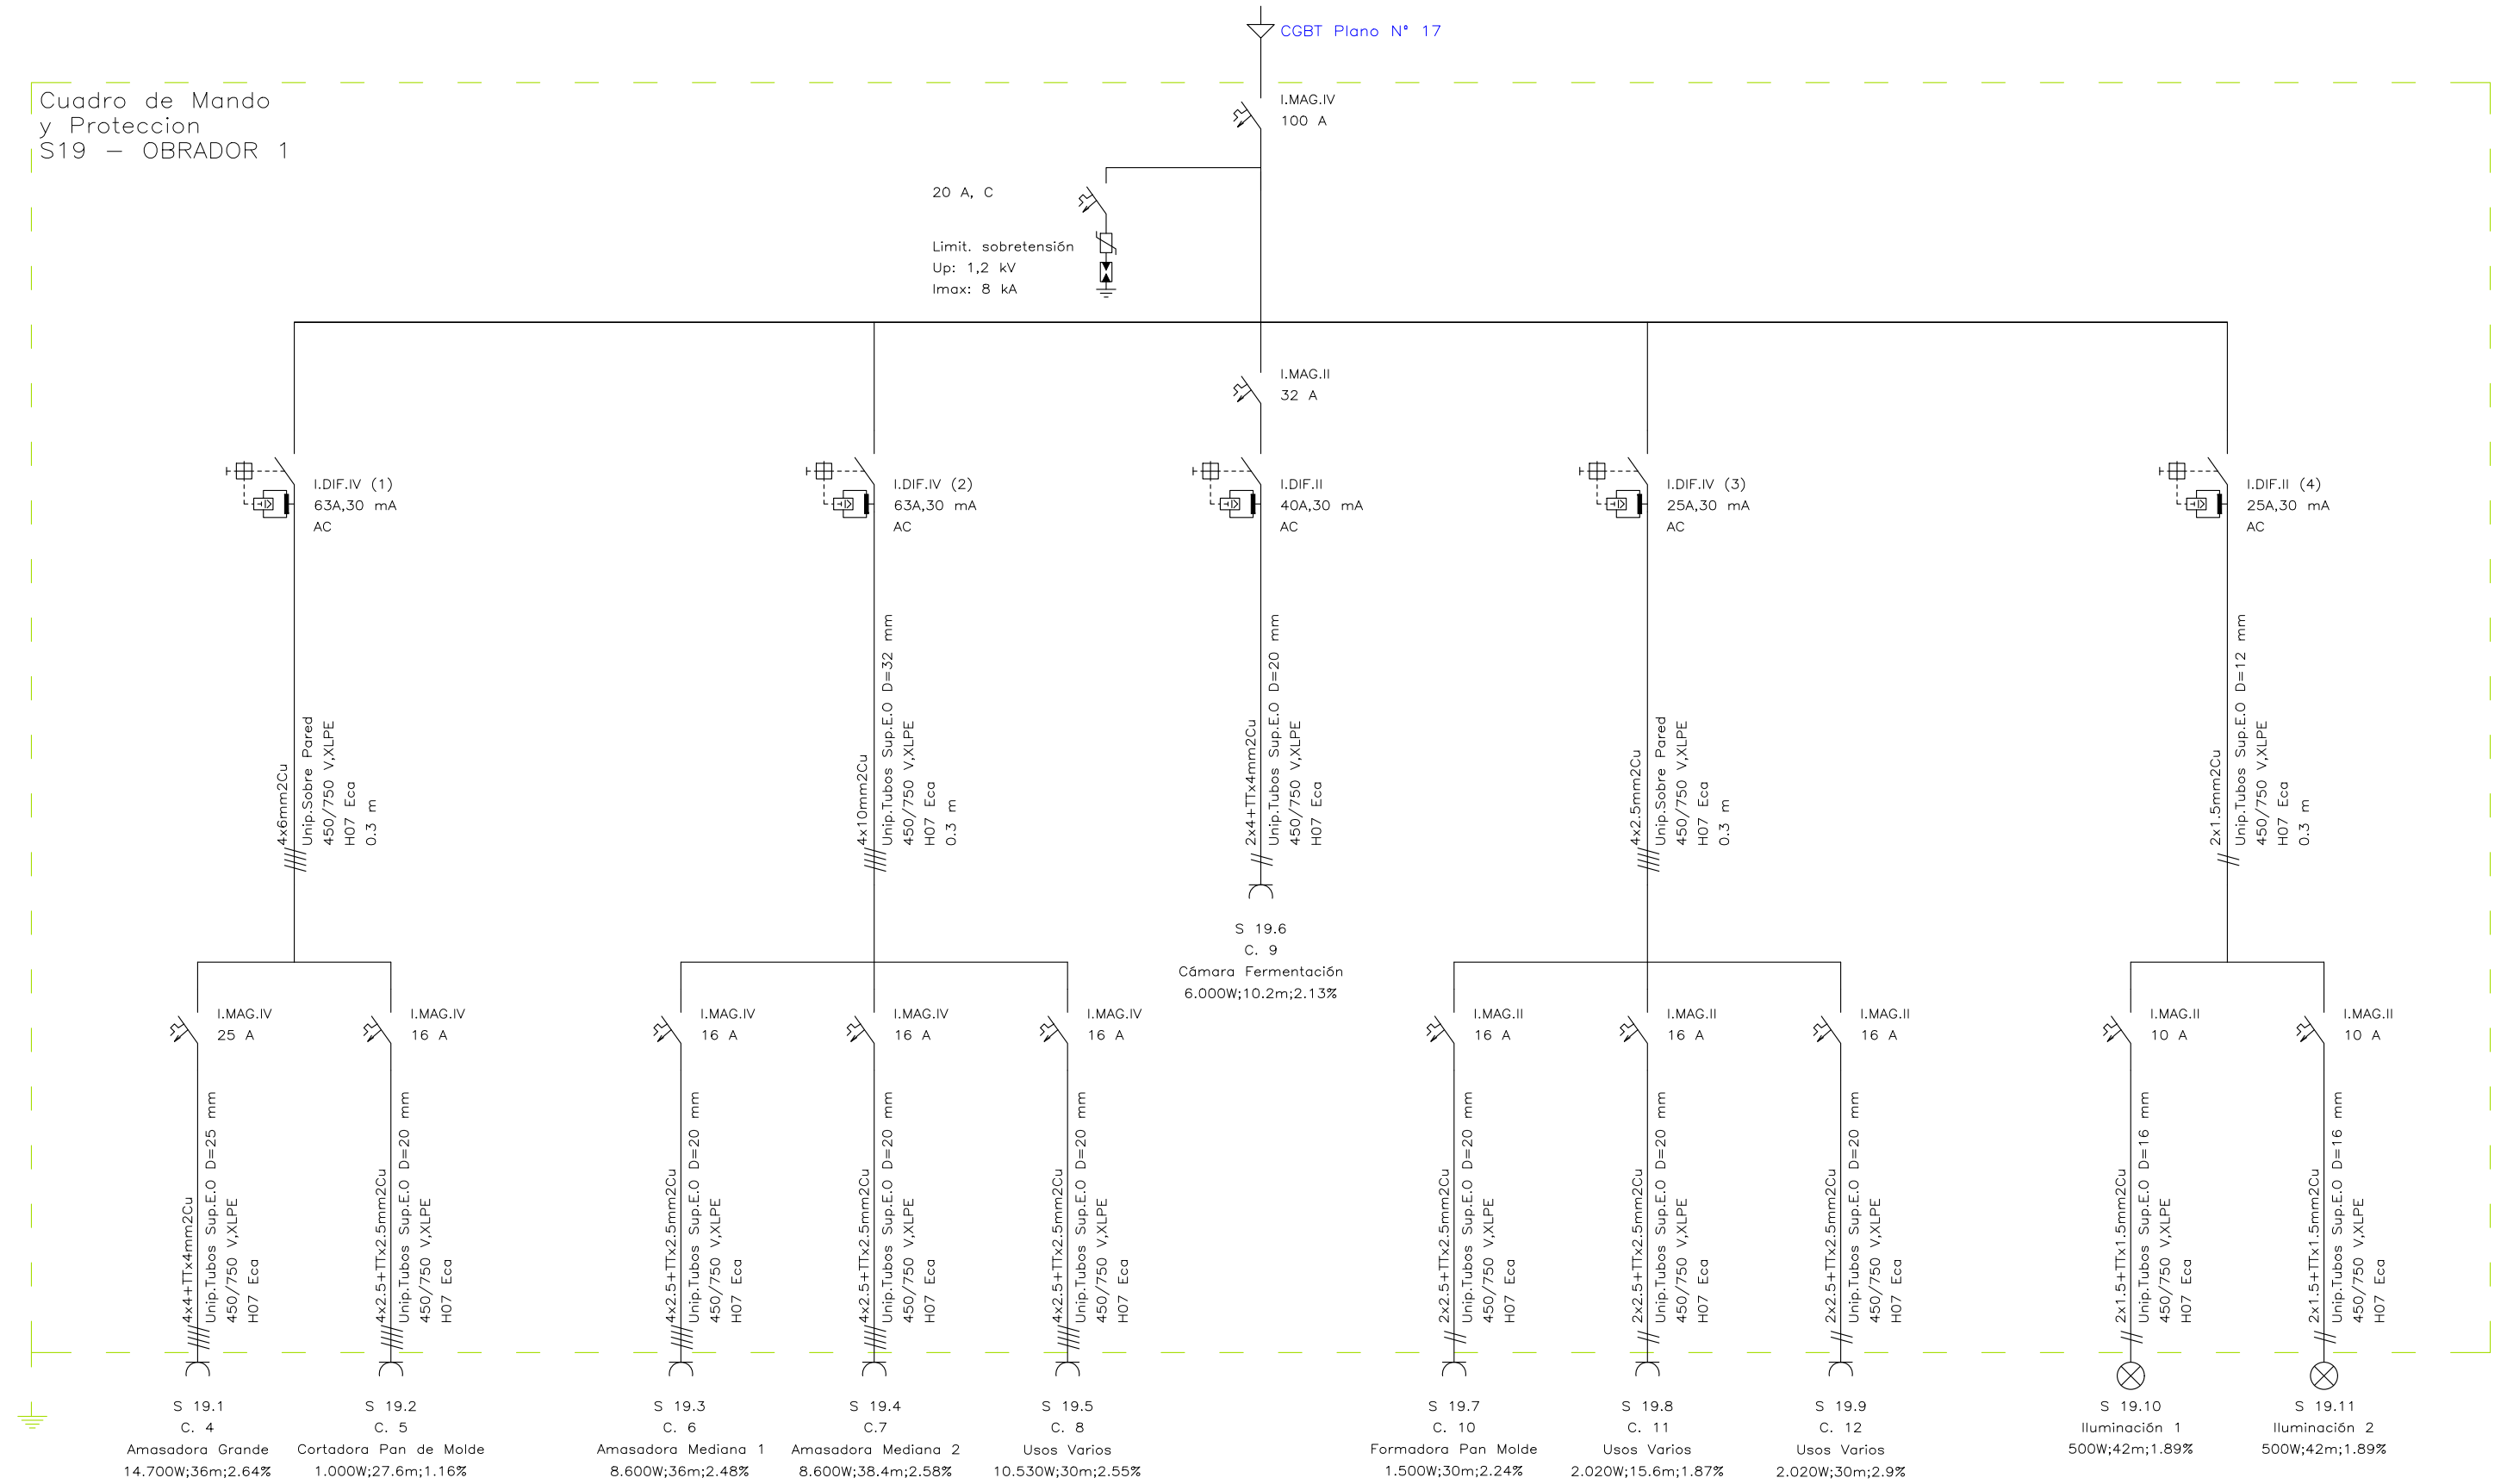 CGBT Plano N° 17
Cuadro de Mando
y Proteccion
S19 – OBRADOR 1
I.MAG.IV
100 A
20 A, C
Limit. sobretensión
Up: 1,2 kV
Imax: 8 kA
I.MAG.II
32 A
I.DIF.IV (1)
63A,30 mA
AC
I.DIF.IV (2)
63A,30 mA
AC
I.DIF.II
40A,30 mA
AC
I.DIF.IV (3)
25A,30 mA
AC
I.DIF.II (4)
25A,30 mA
AC
4x6mm2Cu
Unip.Sobre Pared
450/750 V,XLPE
H07 Eca
0.3 m
4x10mm2Cu
Unip.Tubos Sup.E.O D=32 mm
450/750 V,XLPE
H07 Eca
0.3 m
2x4+TTx4mm2Cu
Unip.Tubos Sup.E.O D=20 mm
450/750 V,XLPE
H07 Eca
4x2.5mm2Cu
Unip.Sobre Pared
450/750 V,XLPE
H07 Eca
0.3 m
2x1.5mm2Cu
Unip.Tubos Sup.E.O D=12 mm
450/750 V,XLPE
H07 Eca
0.3 m
S 19.6
C. 9
Cámara Fermentación
6.000W;10.2m;2.13%
I.MAG.IV
25 A
I.MAG.IV
16 A
I.MAG.IV
16 A
I.MAG.IV
16 A
I.MAG.IV
16 A
I.MAG.II
16 A
I.MAG.II
16 A
I.MAG.II
16 A
I.MAG.II
10 A
I.MAG.II
10 A
4x4+TTx4mm2Cu
Unip.Tubos Sup.E.O D=25 mm
450/750 V,XLPE
H07 Eca
4x2.5+TTx2.5mm2Cu
Unip.Tubos Sup.E.O D=20 mm
450/750 V,XLPE
H07 Eca
4x2.5+TTx2.5mm2Cu
Unip.Tubos Sup.E.O D=20 mm
450/750 V,XLPE
H07 Eca
4x2.5+TTx2.5mm2Cu
Unip.Tubos Sup.E.O D=20 mm
450/750 V,XLPE
H07 Eca
4x2.5+TTx2.5mm2Cu
Unip.Tubos Sup.E.O D=20 mm
450/750 V,XLPE
H07 Eca
2x2.5+TTx2.5mm2Cu
Unip.Tubos Sup.E.O D=20 mm
450/750 V,XLPE
H07 Eca
2x2.5+TTx2.5mm2Cu
Unip.Tubos Sup.E.O D=20 mm
450/750 V,XLPE
H07 Eca
2x2.5+TTx2.5mm2Cu
Unip.Tubos Sup.E.O D=20 mm
450/750 V,XLPE
H07 Eca
2x1.5+TTx1.5mm2Cu
Unip.Tubos Sup.E.O D=16 mm
450/750 V,XLPE
H07 Eca
2x1.5+TTx1.5mm2Cu
Unip.Tubos Sup.E.O D=16 mm
450/750 V,XLPE
H07 Eca
S 19.1
C. 4
Amasadora Grande
14.700W;36m;2.64%
S 19.2
C. 5
Cortadora Pan de Molde
1.000W;27.6m;1.16%
S 19.3
C. 6
Amasadora Mediana 1
8.600W;36m;2.48%
S 19.4
C.7
Amasadora Mediana 2
8.600W;38.4m;2.58%
S 19.5
C. 8
Usos Varios
10.530W;30m;2.55%
S 19.7
C. 10
Formadora Pan Molde
1.500W;30m;2.24%
S 19.8
C. 11
Usos Varios
2.020W;15.6m;1.87%
S 19.9
C. 12
Usos Varios
2.020W;30m;2.9%
S 19.10
Iluminación 1
500W;42m;1.89%
S 19.11
Iluminación 2
500W;42m;1.89%